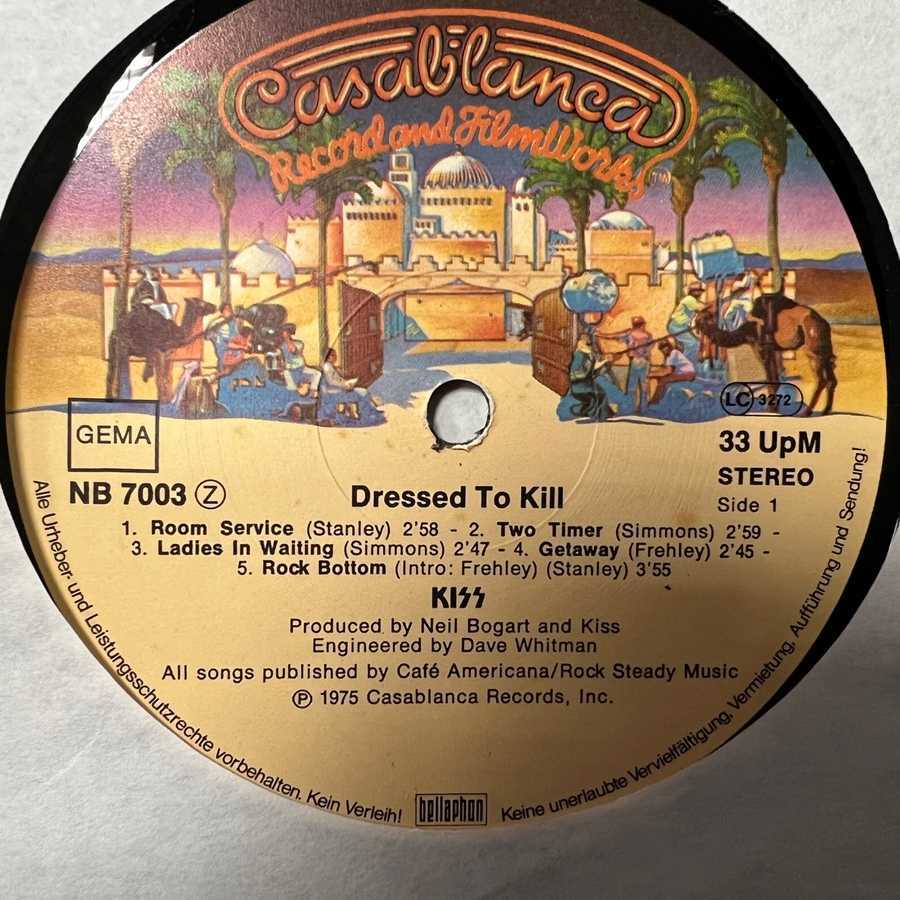 Casablanca
Record and FilmWorks
TM
LC 3272
GEMA
33 UpM
STEREO
NB 7003 Z
Dressed To Kill
Side 1
1. Room Service (Stanley) 2'58 - 2. Two Timer (Simmons) 2'59 -
3. Ladies In Waiting (Simmons) 2'47 - 4. Getaway (Frehley) 2'45 -
5. Rock Bottom (Intro: Frehley) (Stanley) 3'55
KISS
Produced by Neil Bogart and Kiss
Engineered by Dave Whitman
All songs published by Café Americana/Rock Steady Music
Ⓟ 1975 Casablanca Records, Inc.
Alle Urheber- und Leistungsschutzrechte vorbehalten. Kein Verleih!
bellaphon
Keine unerlaubte Vervielfältigung, Vermietung, Aufführung und Sendung!